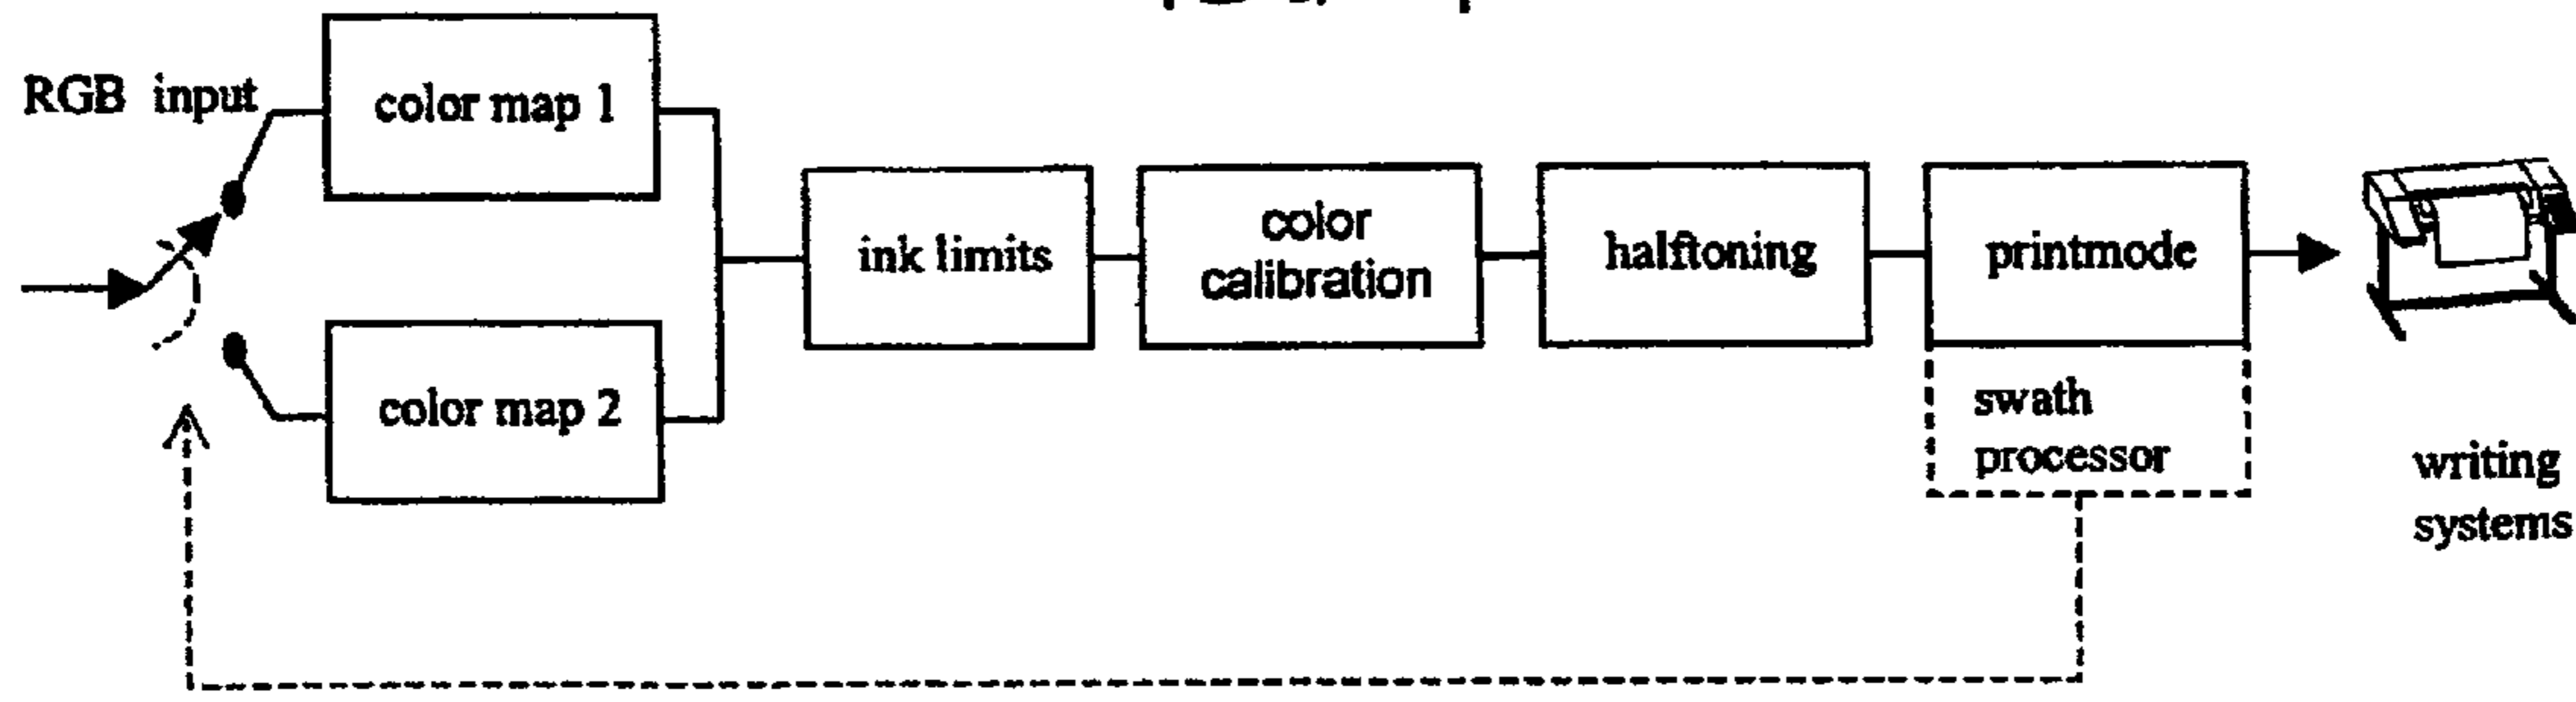 RGB input
color map 1
color map 2
ink limits
color
calibration
halftoning
printmode
swath
processor
writing
systems